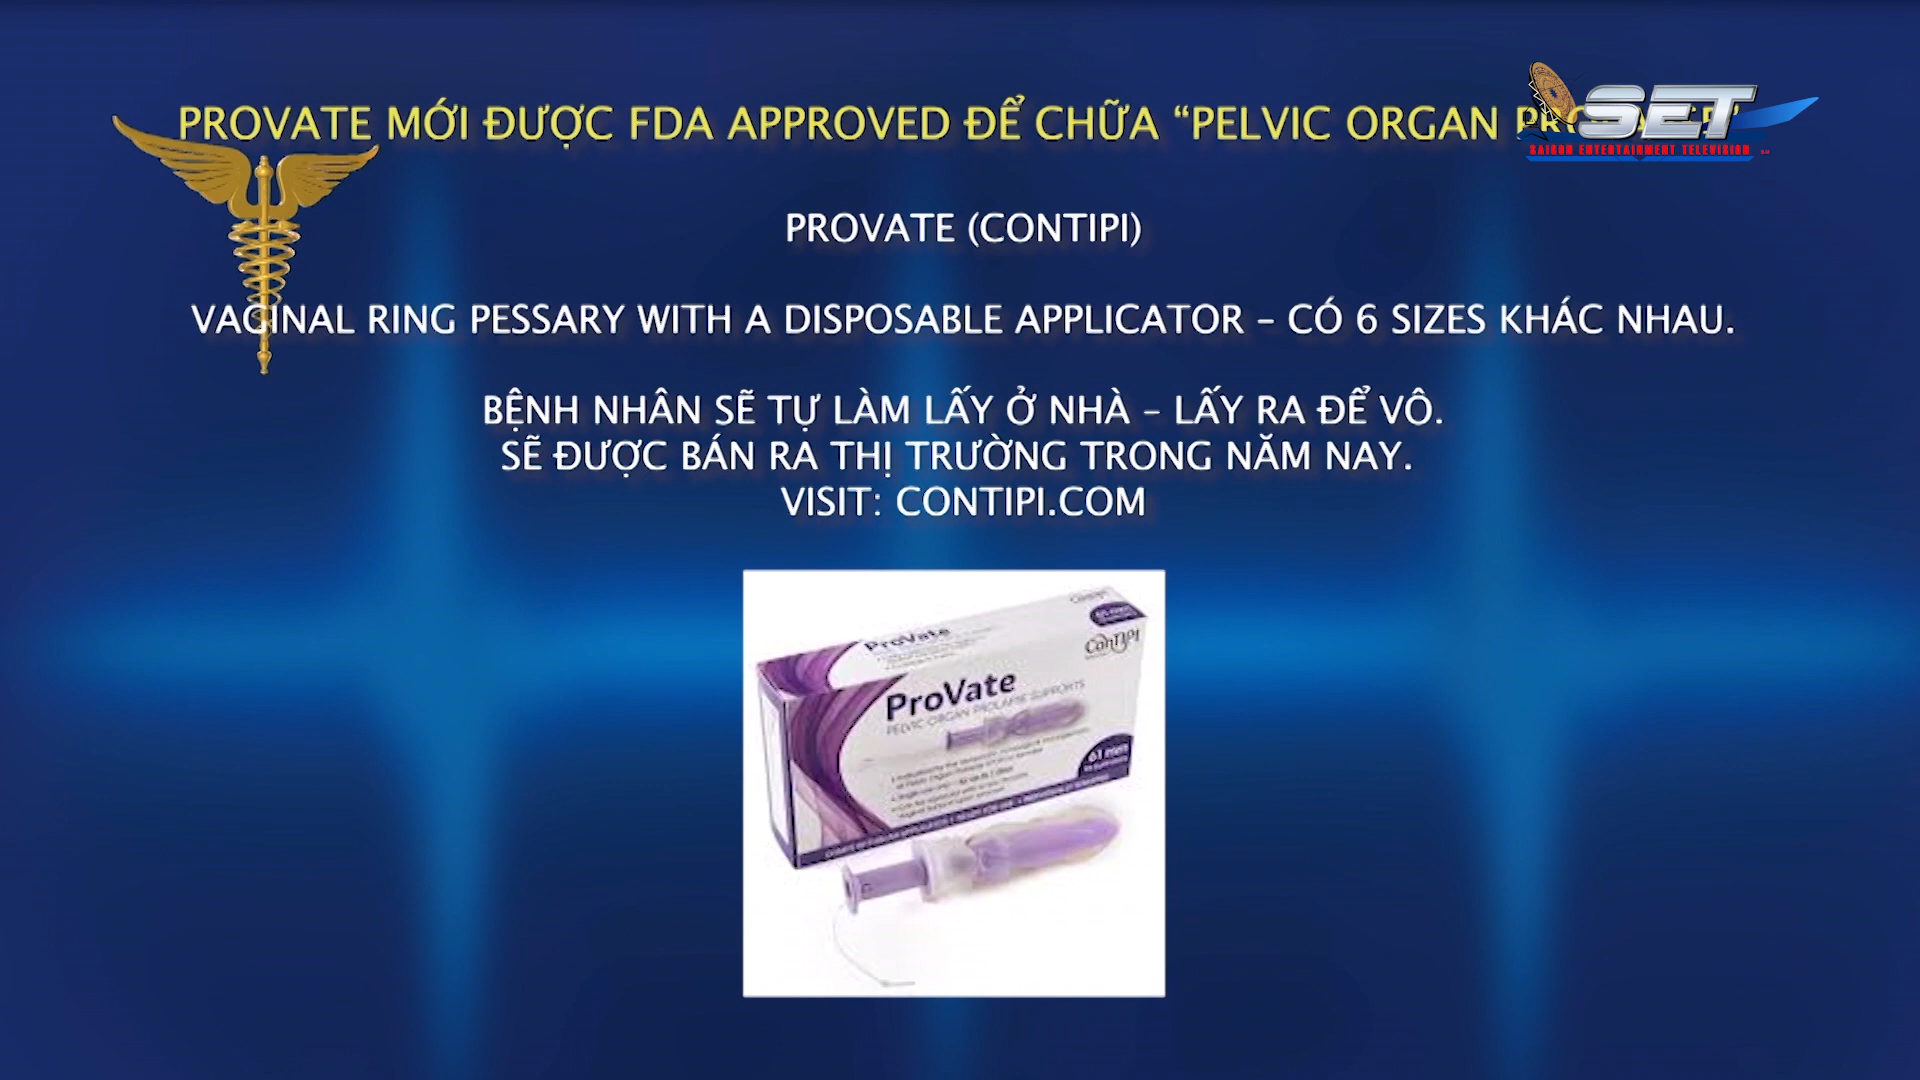 PROVATE MỚI ĐƯỢC FDA APPROVED ĐỂ CHỮA “PELVIC ORGAN
SET
SAIGON ENTERTAINMENT TELEVISION
PROVATE (CONTIPI)
VAGINAL RING PESSARY WITH A DISPOSABLE APPLICATOR – CÓ 6 SIZES KHÁC NHAU.
BỆNH NHÂN SẼ TỰ LÀM LẤY Ở NHÀ – LẤY RA ĐỂ VÔ.
SẼ ĐƯỢC BÁN RA THỊ TRƯỜNG TRONG NĂM NAY.
VISIT: CONTIPI.COM
ProVate
ConTIPI
ProVate
PELVIC ORGAN PROLAPSE SUPPORTS
61 mm